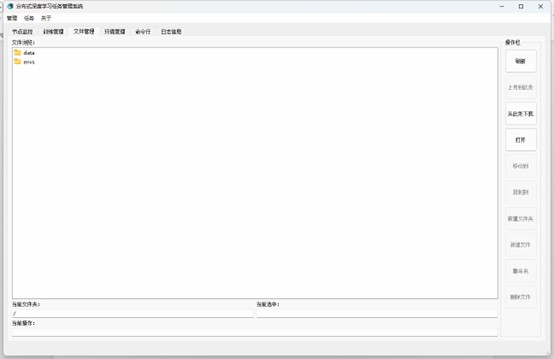 分布式深度学习任务管理系统
管理 任务 关于
节点监控 训练管理 文件管理 环境管理 命令行 日志信息
文件浏览:
操作栏
data
envs
刷新
上传到此处
从此处下载
打开
移动到
复制到
新建文件夹
新建文件
重命名
删除文件
当前文件夹:
当前选中:
/
当前操作: